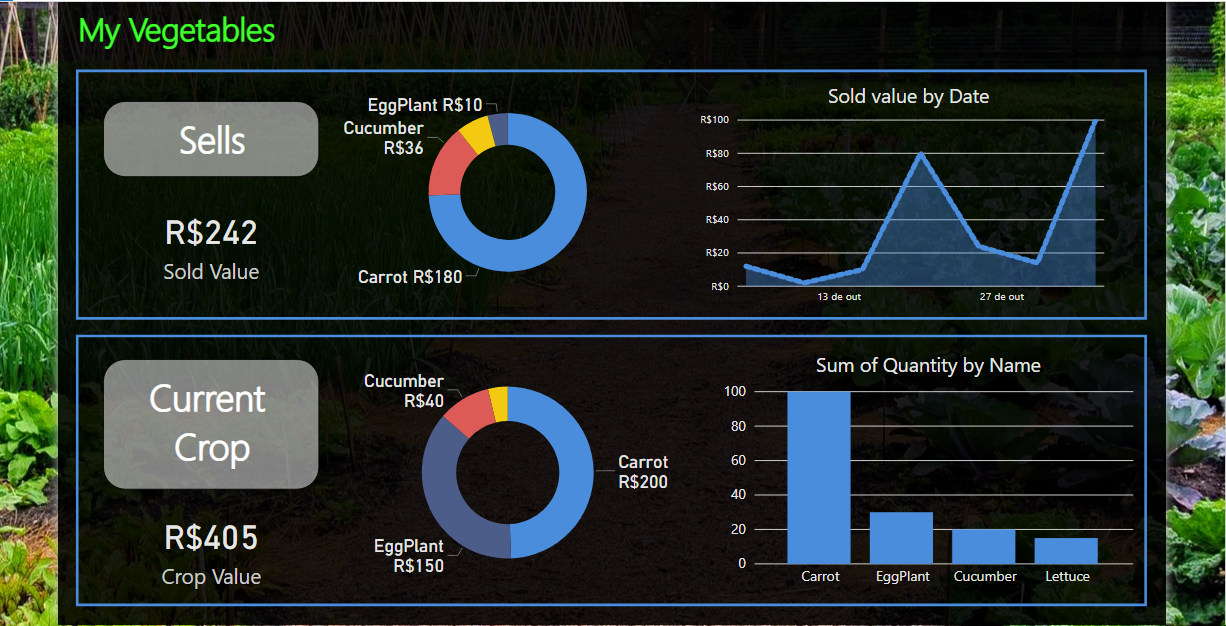 My Vegetables
Sells
R$242
Sold Value
EggPlant R$10
Cucumber
R$36
Carrot R$180
Sold value by Date
R$100
R$80
R$60
R$40
R$20
R$0
13 de out
27 de out
Current
Crop
R$405
Crop Value
Cucumber
R$40
Carrot
R$200
EggPlant
R$150
Sum of Quantity by Name
100
80
60
40
20
0
Carrot
EggPlant
Cucumber
Lettuce